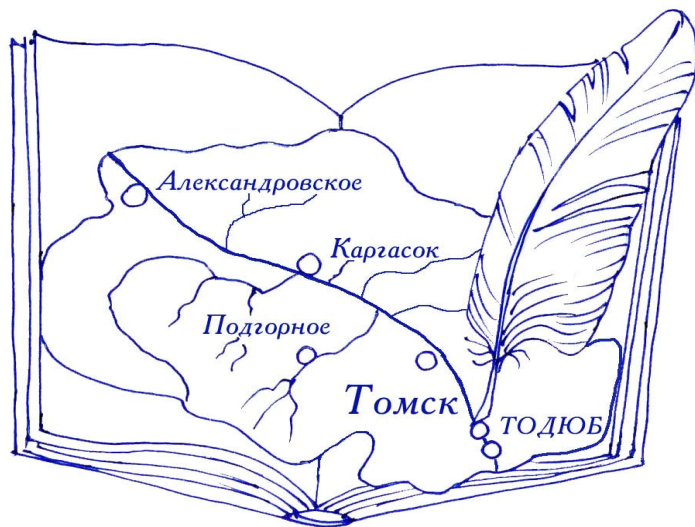 Александровское
Каргасок
Подгорное
Томск
ТОДЮБ